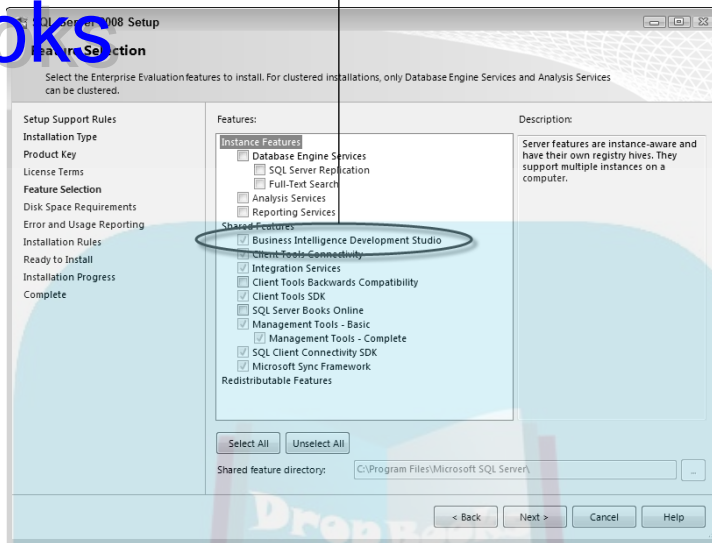 SQL Server 2008 Setup
oks
Feature Selection
Select the Enterprise Evaluation features to install. For clustered installations, only Database Engine Services and Analysis Services
can be clustered.
Setup Support Rules
Installation Type
Product Key
License Terms
Feature Selection
Disk Space Requirements
Error and Usage Reporting
Installation Rules
Ready to Install
Installation Progress
Complete
Features:
Instance Features
Database Engine Services
SQL Server Replication
Full-Text Search
Analysis Services
Reporting Services
Shared Features
Business Intelligence Development Studio
Client Tools Connectivity
Integration Services
Client Tools Backwards Compatibility
Client Tools SDK
SQL Server Books Online
Management Tools - Basic
Management Tools - Complete
SQL Client Connectivity SDK
Microsoft Sync Framework
Redistributable Features
Description:
Server features are instance-aware and
have their own registry hives. They
support multiple instances on a
computer.
Select All
Unselect All
Shared feature directory:
C:\Program Files\Microsoft SQL Server\
...
Drop Books
< Back
Next >
Cancel
Help